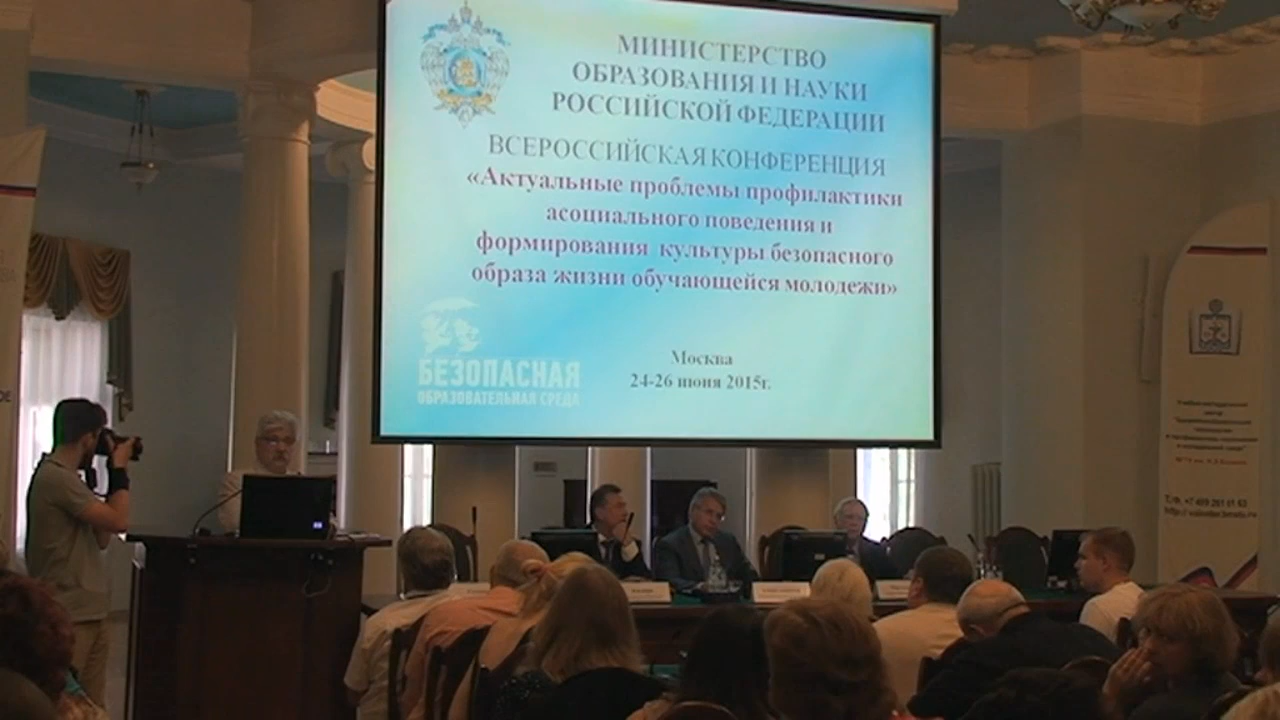 МИНИСТЕРСТВО
ОБРАЗОВАНИЯ И НАУКИ
РОССИЙСКОЙ ФЕДЕРАЦИИ
ВСЕРОССИЙСКАЯ КОНФЕРЕНЦИЯ
«Актуальные проблемы профилактики
асоциального поведения и
формирования культуры безопасного
образа жизни обучающейся молодежи»
Москва
24-26 июня 2015г.
БЕЗОПАСНАЯ
ОБРАЗОВАТЕЛЬНАЯ СРЕДА